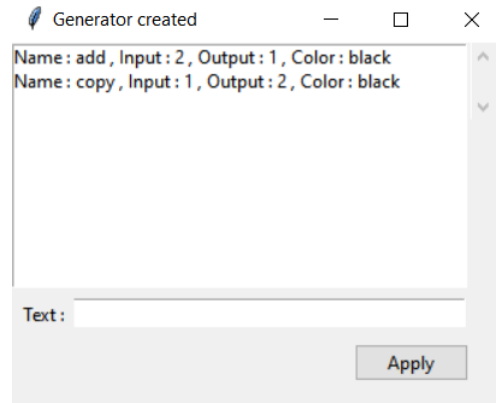 Generator created
Name : add , Input : 2 , Output : 1 , Color : black
Name : copy , Input : 1 , Output : 2 , Color : black
Text :
Apply